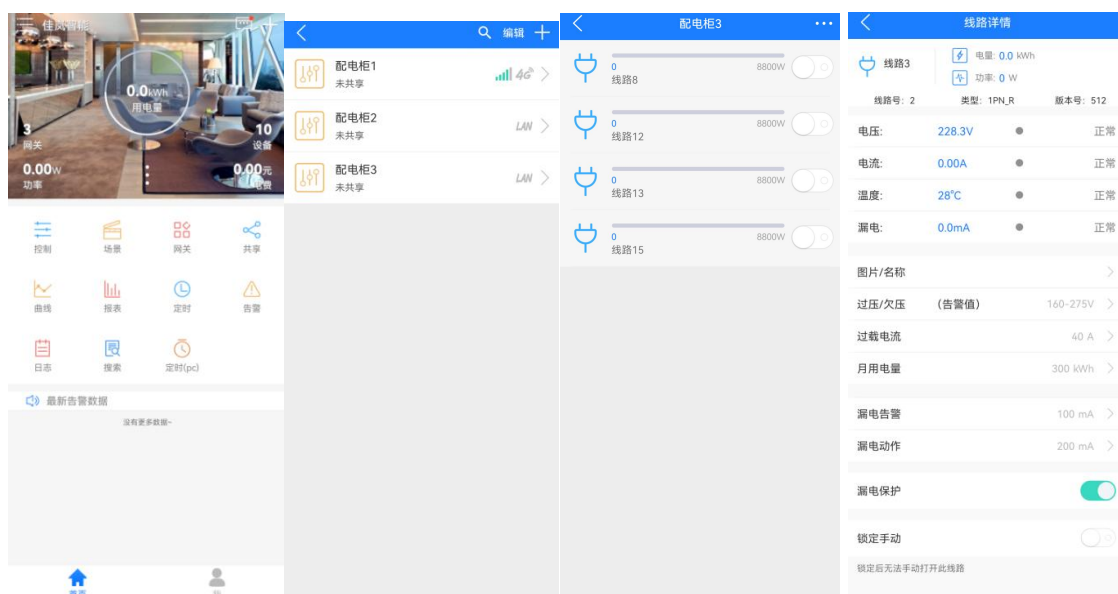 佳风智能
0.0kWh
用电量
3
网关
10
设备
0.00w
功率
0.00元
电费
控制
场景
网关
共享
曲线
报表
定时
告警
日志
搜索
定时(pc)
最新告警数据
没有更多数据~
首页
编辑
配电柜1
未共享
4G
配电柜2
未共享
LAN
配电柜3
未共享
LAN
配电柜3
0
8800W
线路8
0
8800W
线路12
0
8800W
线路13
0
8800W
线路15
线路详情
线路3
电量: 0.0 kWh
功率: 0 W
线路号: 2 类型: 1PN_R 版本号: 512
电压: 228.3V 正常
电流: 0.00A 正常
温度: 28°C 正常
漏电: 0.0mA 正常
图片/名称
过压/欠压 (告警值) 160-275V
过载电流 40 A
月用电量 300 kWh
漏电告警 100 mA
漏电动作 200 mA
漏电保护
锁定手动
锁定后无法手动打开此线路